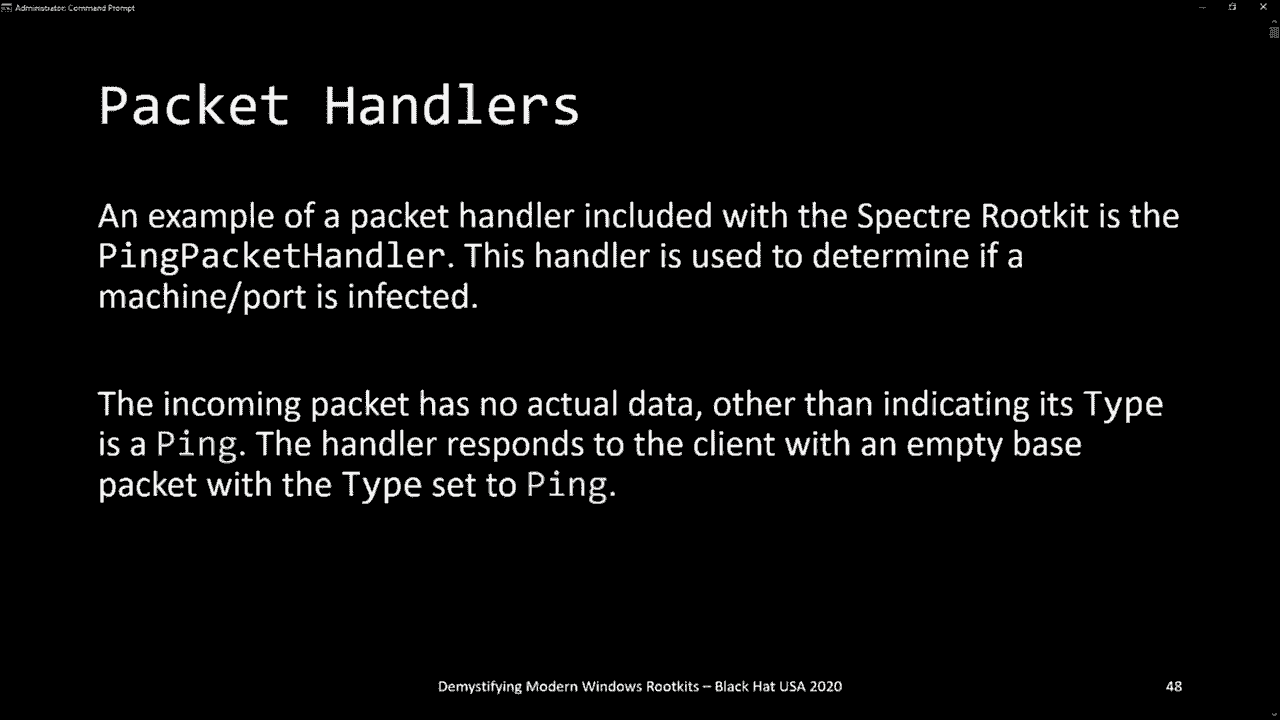 Administrator: Command Prompt
Packet Handlers
An example of a packet handler included with the Spectre Rootkit is the
PingPacketHandler. This handler is used to determine if a
machine/port is infected.
The incoming packet has no actual data, other than indicating its Type
is a Ping. The handler responds to the client with an empty base
packet with the Type set to Ping.
Demystifying Modern Windows Rootkits – Black Hat USA 2020
48